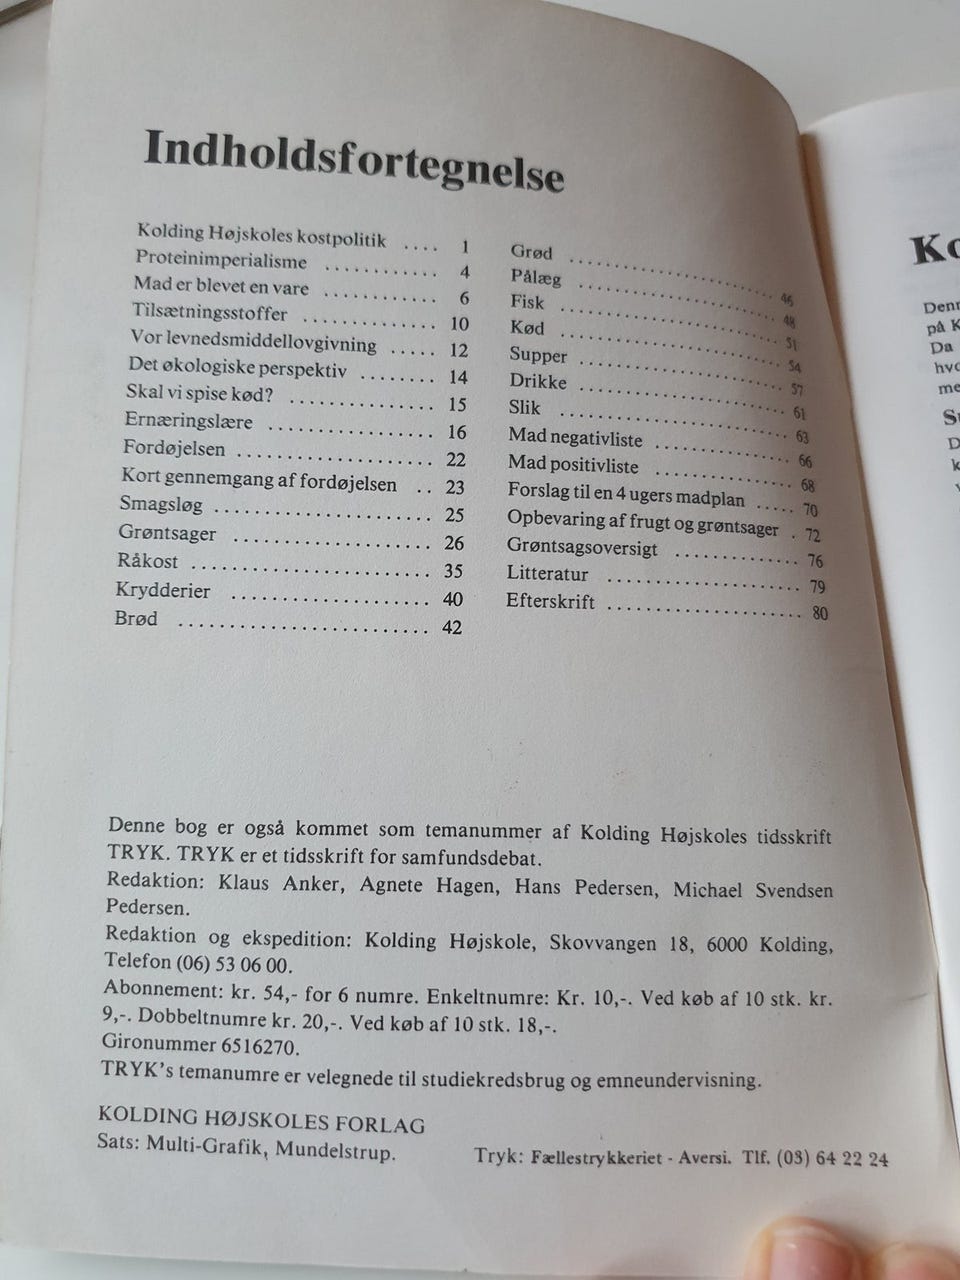 Indholdsfortegnelse
Kolding Højskoles kostpolitik .... 1
Proteinimperialisme ............ 4
Mad er blevet en vare ............ 6
Tilsætningsstoffer .............. 10
Vor levnedsmiddellovgivning ..... 12
Det økologiske perspektiv ........ 14
Skal vi spise kød? ............... 15
Ernæringslære .................. 16
Fordøjelsen .................... 22
Kort gennemgang af fordøjelsen .. 23
Smagsløg ...................... 25
Grøntsager .................... 26
Råkost ........................ 35
Krydderier .................... 40
Brød ......................... 42
Grød ..................... 46
Pålæg ..................... 48
Fisk ....................... 51
Kød ....................... 54
Supper .................... 57
Drikke ..................... 61
Slik ....................... 63
Mad negativliste .............. 66
Mad positivliste .............. 68
Forslag til en 4 ugers madplan ..... 70
Opbevaring af frugt og grøntsager . 72
Grøntsagsoversigt ............. 76
Litteratur .................... 79
Efterskrift .................... 80
Denne bog er også kommet som temanummer af Kolding Højskoles tidsskrift
TRYK. TRYK er et tidsskrift for samfundsdebat.
Redaktion: Klaus Anker, Agnete Hagen, Hans Pedersen, Michael Svendsen
Pedersen.
Redaktion og ekspedition: Kolding Højskole, Skovvangen 18, 6000 Kolding,
Telefon (06) 53 06 00.
Abonnement: kr. 54,- for 6 numre. Enkeltnumre: Kr. 10,-. Ved køb af 10 stk. kr.
9,-. Dobbeltnumre kr. 20,-. Ved køb af 10 stk. 18,-.
Gironummer 6516270.
TRYK's temanumre er velegnede til studiekredsbrug og emneundervisning.
KOLDING HØJSKOLES FORLAG
Sats: Multi-Grafik, Mundelstrup.
Tryk: Fællestrykkeriet - Aversi. Tlf. (03) 64 22 24
Ko
Denn
på K
Da
hvo
me